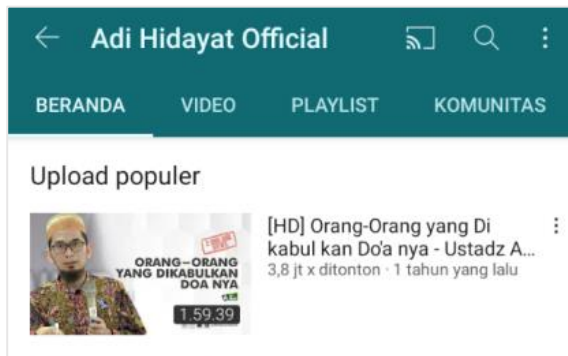 Adi Hidayat Official
BERANDA VIDEO PLAYLIST KOMUNITAS
Upload populer
ORANG-ORANG
YANG DIKABULKAN
DOA NYA
1.59.39
[HD] Orang-Orang yang Di
kabul kan Do'a nya - Ustadz A...
3,8 jt x ditonton · 1 tahun yang lalu